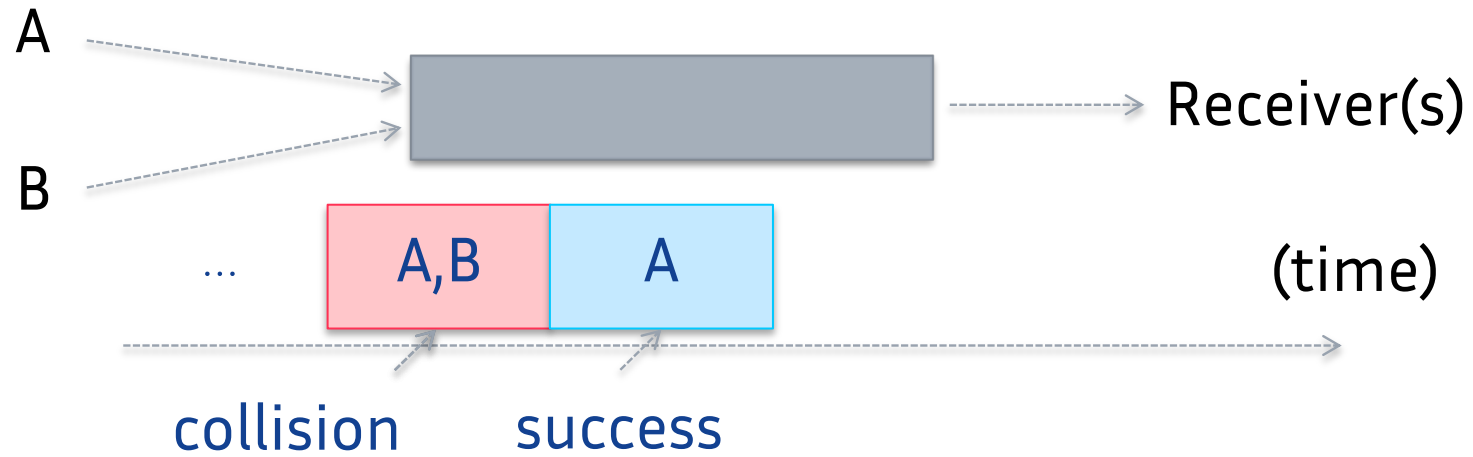 A
Receiver(s)
B
... A,B A (time)
collision success